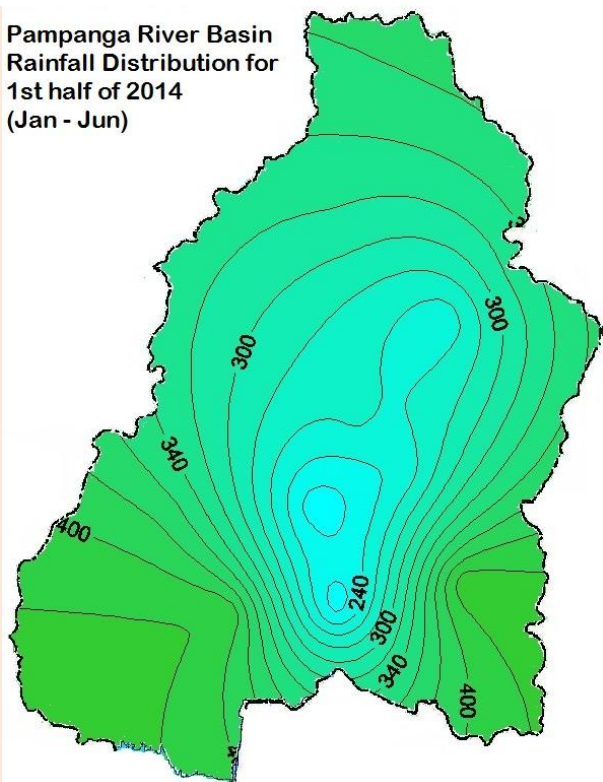 Pampanga River Basin
Rainfall Distribution for
1st half of 2014
(Jan - Jun)
300
300
340
400
240
300
340
400